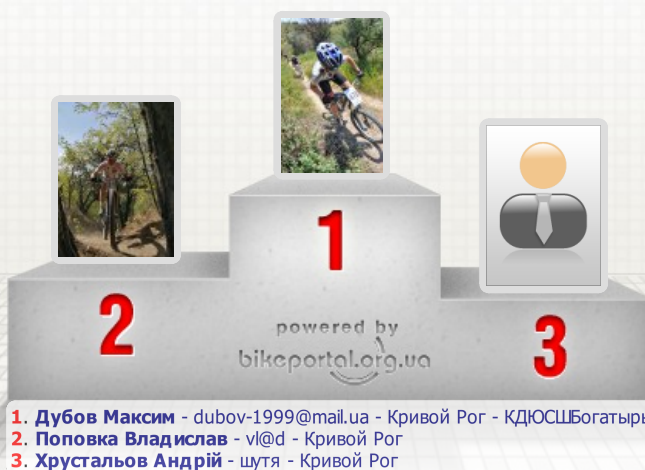 1
2
3
powered by
bikeportal.org.ua
1. Дубов Максим - dubov-1999@mail.ua - Кривой Рог - КДЮСШБогатырь
2. Поповка Владислав - vl@d - Кривой Рог
3. Хрустальов Андрій - шутя - Кривой Рог